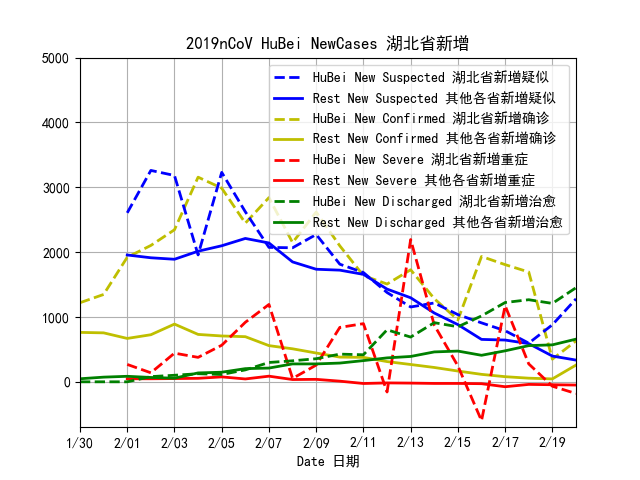 2019nCoV HuBei NewCases 湖北省新增
HuBei New Suspected 湖北省新增疑似
Rest New Suspected 其他各省新增疑似
HuBei New Confirmed 湖北省新增确诊
Rest New Confirmed 其他各省新增确诊
HuBei New Severe 湖北省新增重症
Rest New Severe 其他各省新增重症
HuBei New Discharged 湖北省新增治愈
Rest New Discharged 其他各省新增治愈
5000
4000
3000
2000
1000
0
1/30 2/01 2/03 2/05 2/07 2/09 2/11 2/13 2/15 2/17 2/19
Date 日期